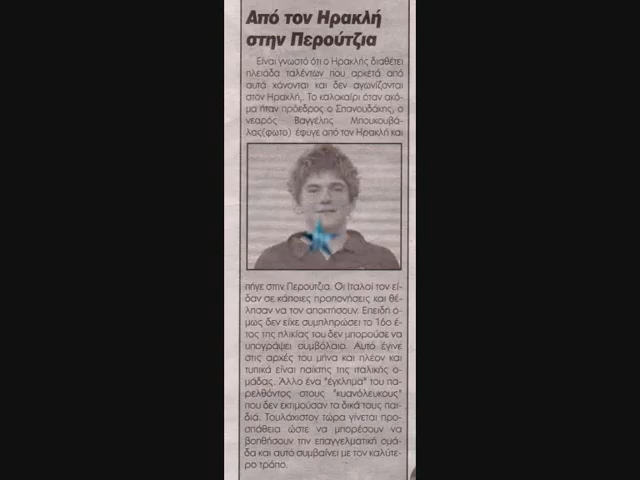 Από τον Ηρακλή
στην Περούτζια
Είναι γνωστό ότι ο Ηρακλής διαθέτει
πλειάδα ταλέντων που αρκετά από
αυτά χάνονται και δεν αγωνίζονται
στον Ηρακλή,. Το καλοκαίρι όταν ακό-
μα ήταν πρόεδρος ο Σπανουδάκης, ο
νεαρός Βαγγέλης Μπουκουβά-
λας(φωτο) έφυγε από τον Ηρακλή και
πήγε στην Περούτζια. Οι Ιταλοί τον εί-
δαν σε κάποιες προπονήσεις και θέ-
λησαν να τον αποκτήσουν. Επειδή ό-
μως δεν είχε συμπληρώσει το 16ο έ-
τος της ηλικίας του δεν μπορούσε να
υπογράψει συμβόλαιο. Αυτό έγινε
στις αρχές του μήνα και πλέον και
τυπικά είναι παίκτης της ιταλικής ο-
μάδας. Άλλο ένα "έγκλημα" του πα-
ρελθόντος στους "κυανόλευκους"
που δεν εκτιμούσαν τα δικά τους παι-
διά. Τουλάχιστον τώρα γίνεται προ-
σπάθεια ώστε να μπορέσουν να
βοηθήσουν την επαγγελματική ομά-
δα και αυτό συμβαίνει με τον καλύτε-
ρο τρόπο.